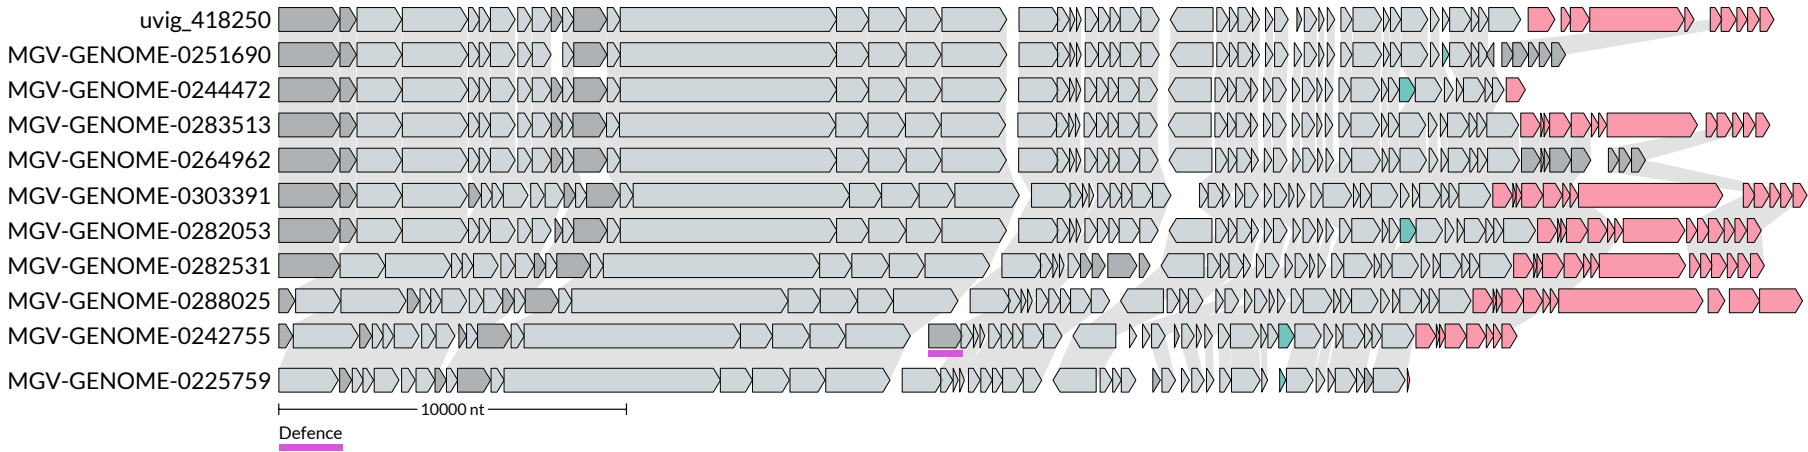 uvig_418250
MGV-GENOME-0251690
MGV-GENOME-0244472
MGV-GENOME-0283513
MGV-GENOME-0264962
MGV-GENOME-0303391
MGV-GENOME-0282053
MGV-GENOME-0282531
MGV-GENOME-0288025
MGV-GENOME-0242755
MGV-GENOME-0225759
10000 nt
Defence